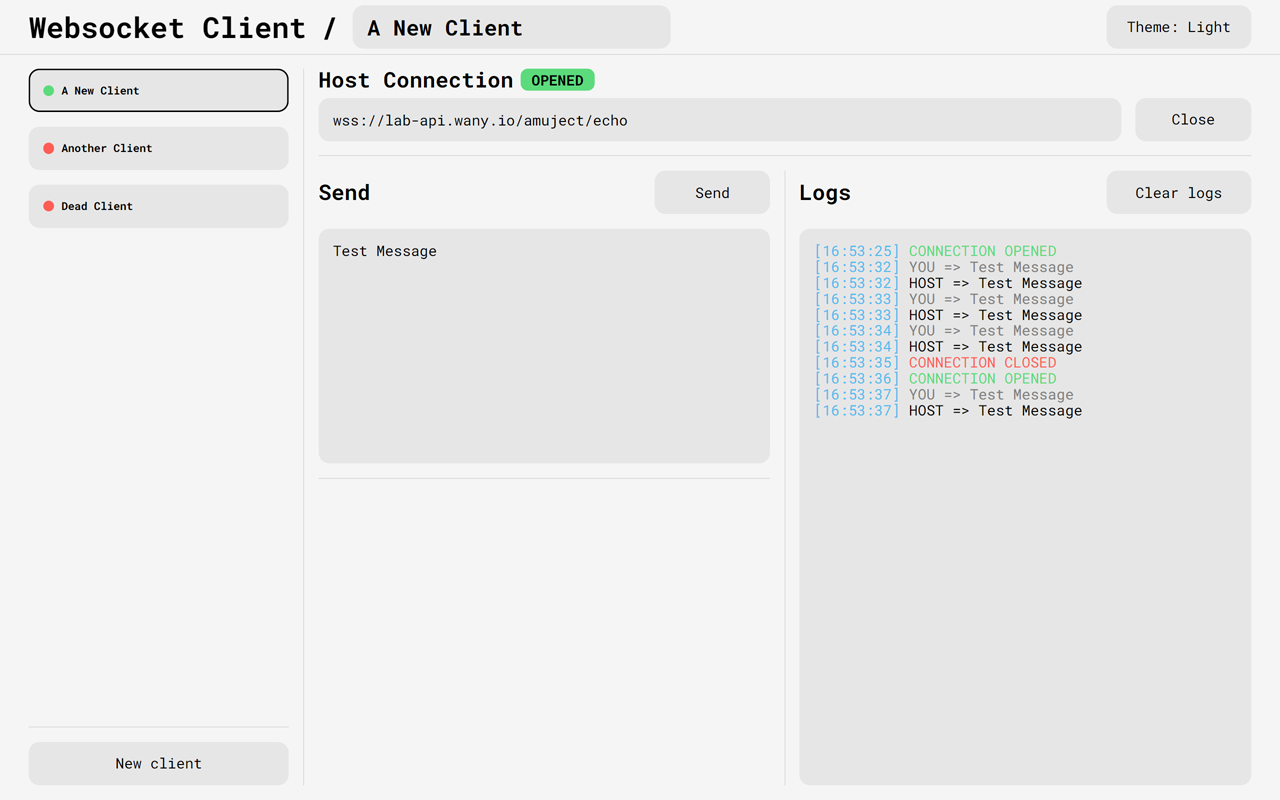 Websocket Client / A New Client
Theme: Light
A New Client
Another Client
Dead Client
New client
Host Connection OPENED
wss://lab-api.wany.io/amuject/echo
Close
Send
Send
Test Message
Logs
Clear logs
[16:53:25] CONNECTION OPENED
[16:53:32] YOU => Test Message
[16:53:32] HOST => Test Message
[16:53:33] YOU => Test Message
[16:53:33] HOST => Test Message
[16:53:34] YOU => Test Message
[16:53:34] HOST => Test Message
[16:53:35] CONNECTION CLOSED
[16:53:36] CONNECTION OPENED
[16:53:37] YOU => Test Message
[16:53:37] HOST => Test Message